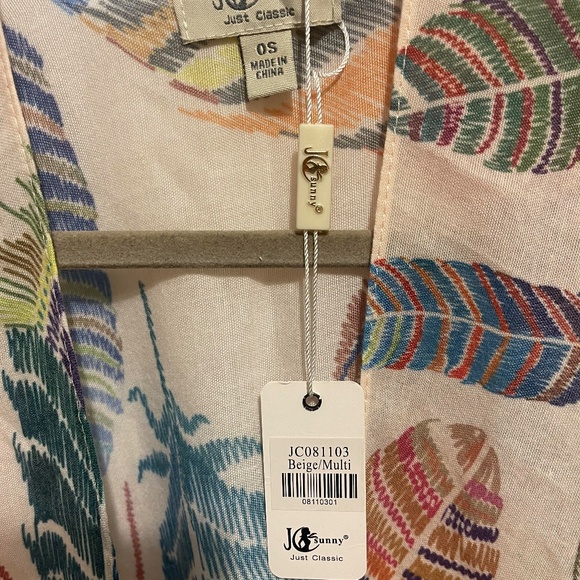 JC
Just Classic
OS
MADE IN
CHINA
JC sunny®
JC081103
Beige/Multi
08110301
JC sunny®
Just Classic